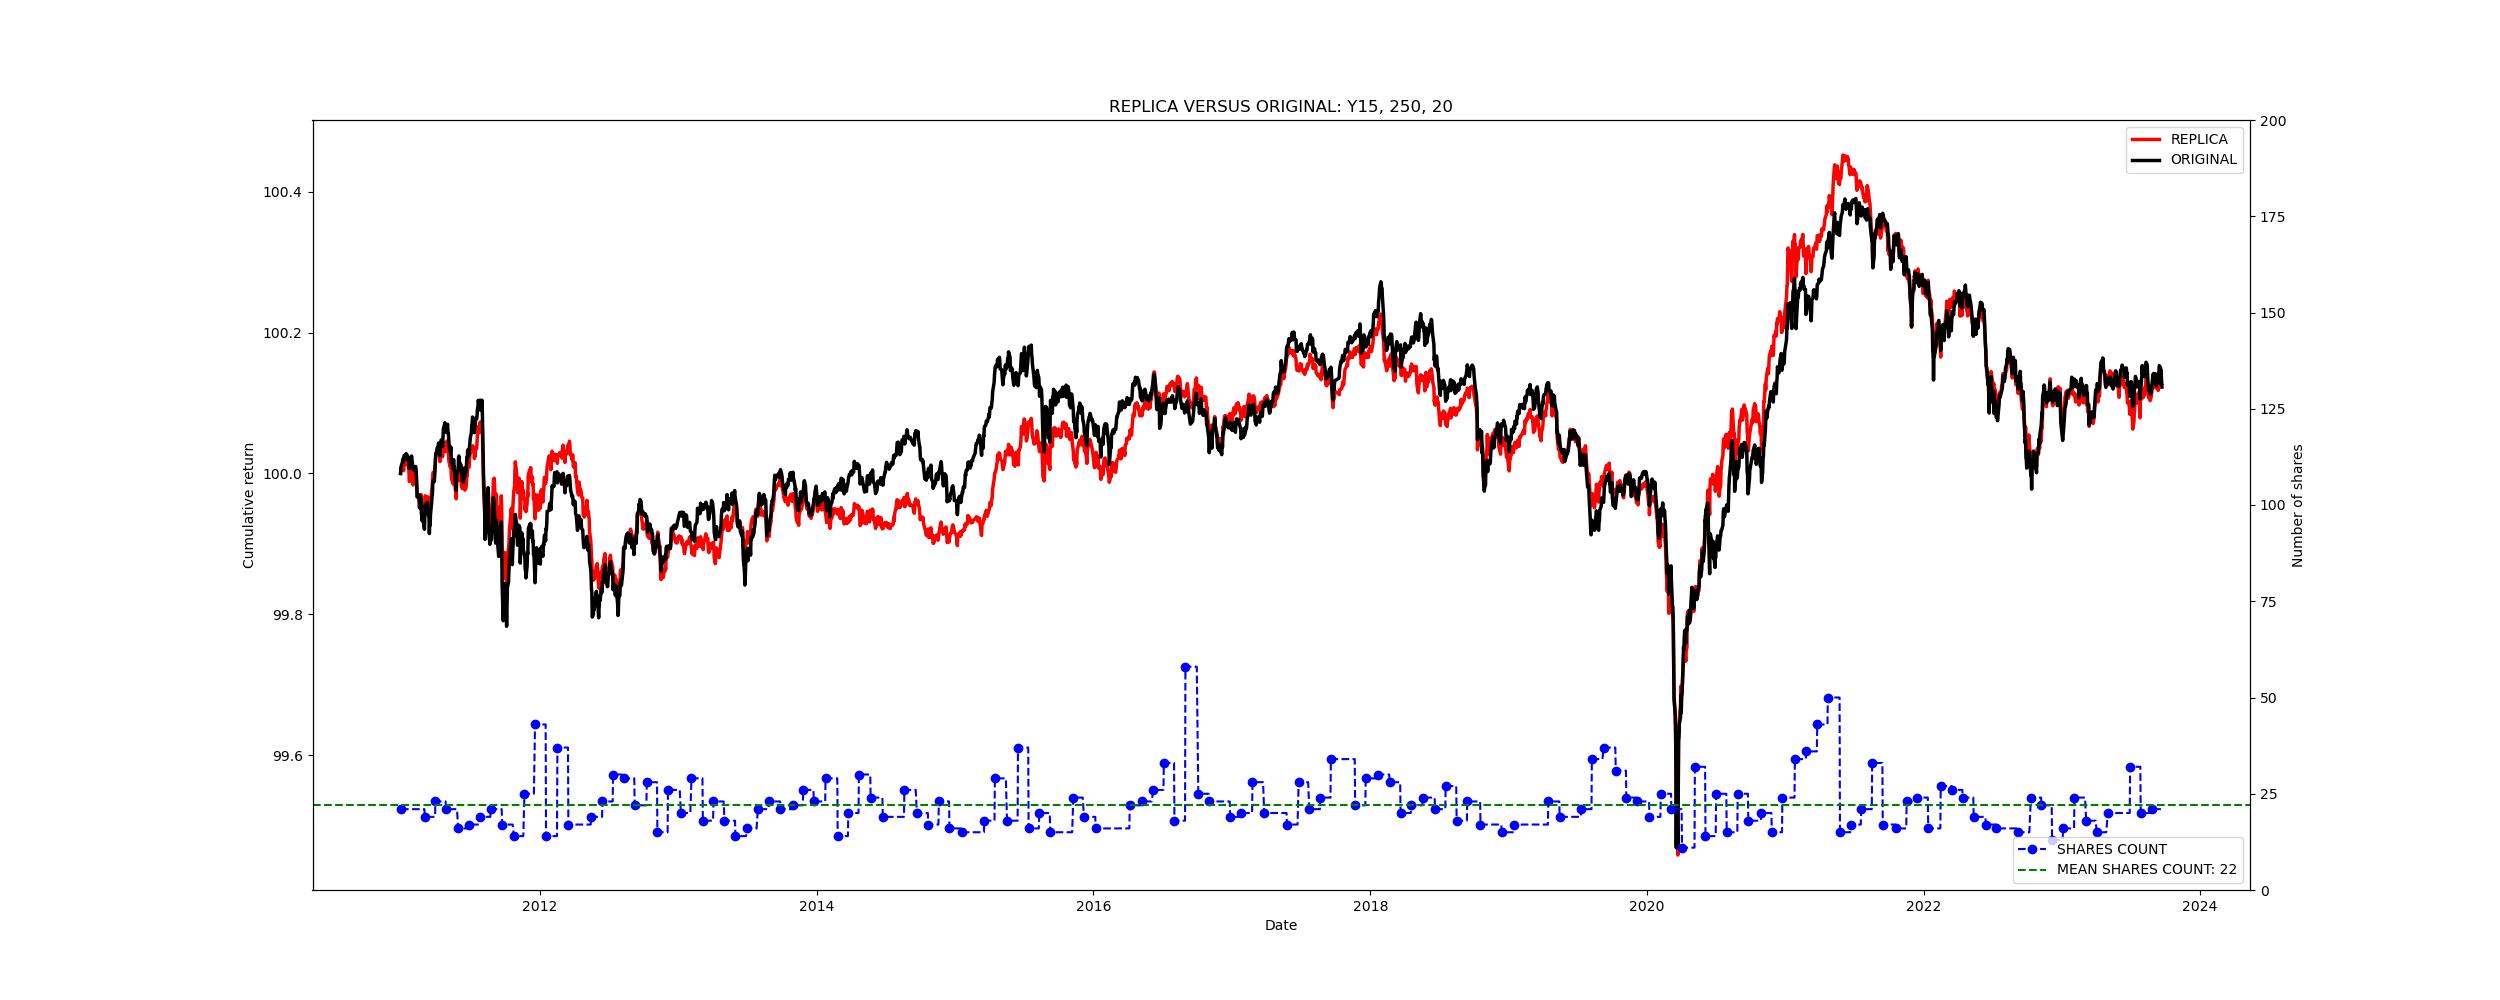 REPLICA VERSUS ORIGINAL: Y15, 250, 20
REPLICA
ORIGINAL
Cumulative return
100.4
100.2
100.0
99.8
99.6
Number of shares
200
175
150
125
100
75
50
25
0
SHARES COUNT
MEAN SHARES COUNT: 22
2012 2014 2016 2018 2020 2022 2024
Date